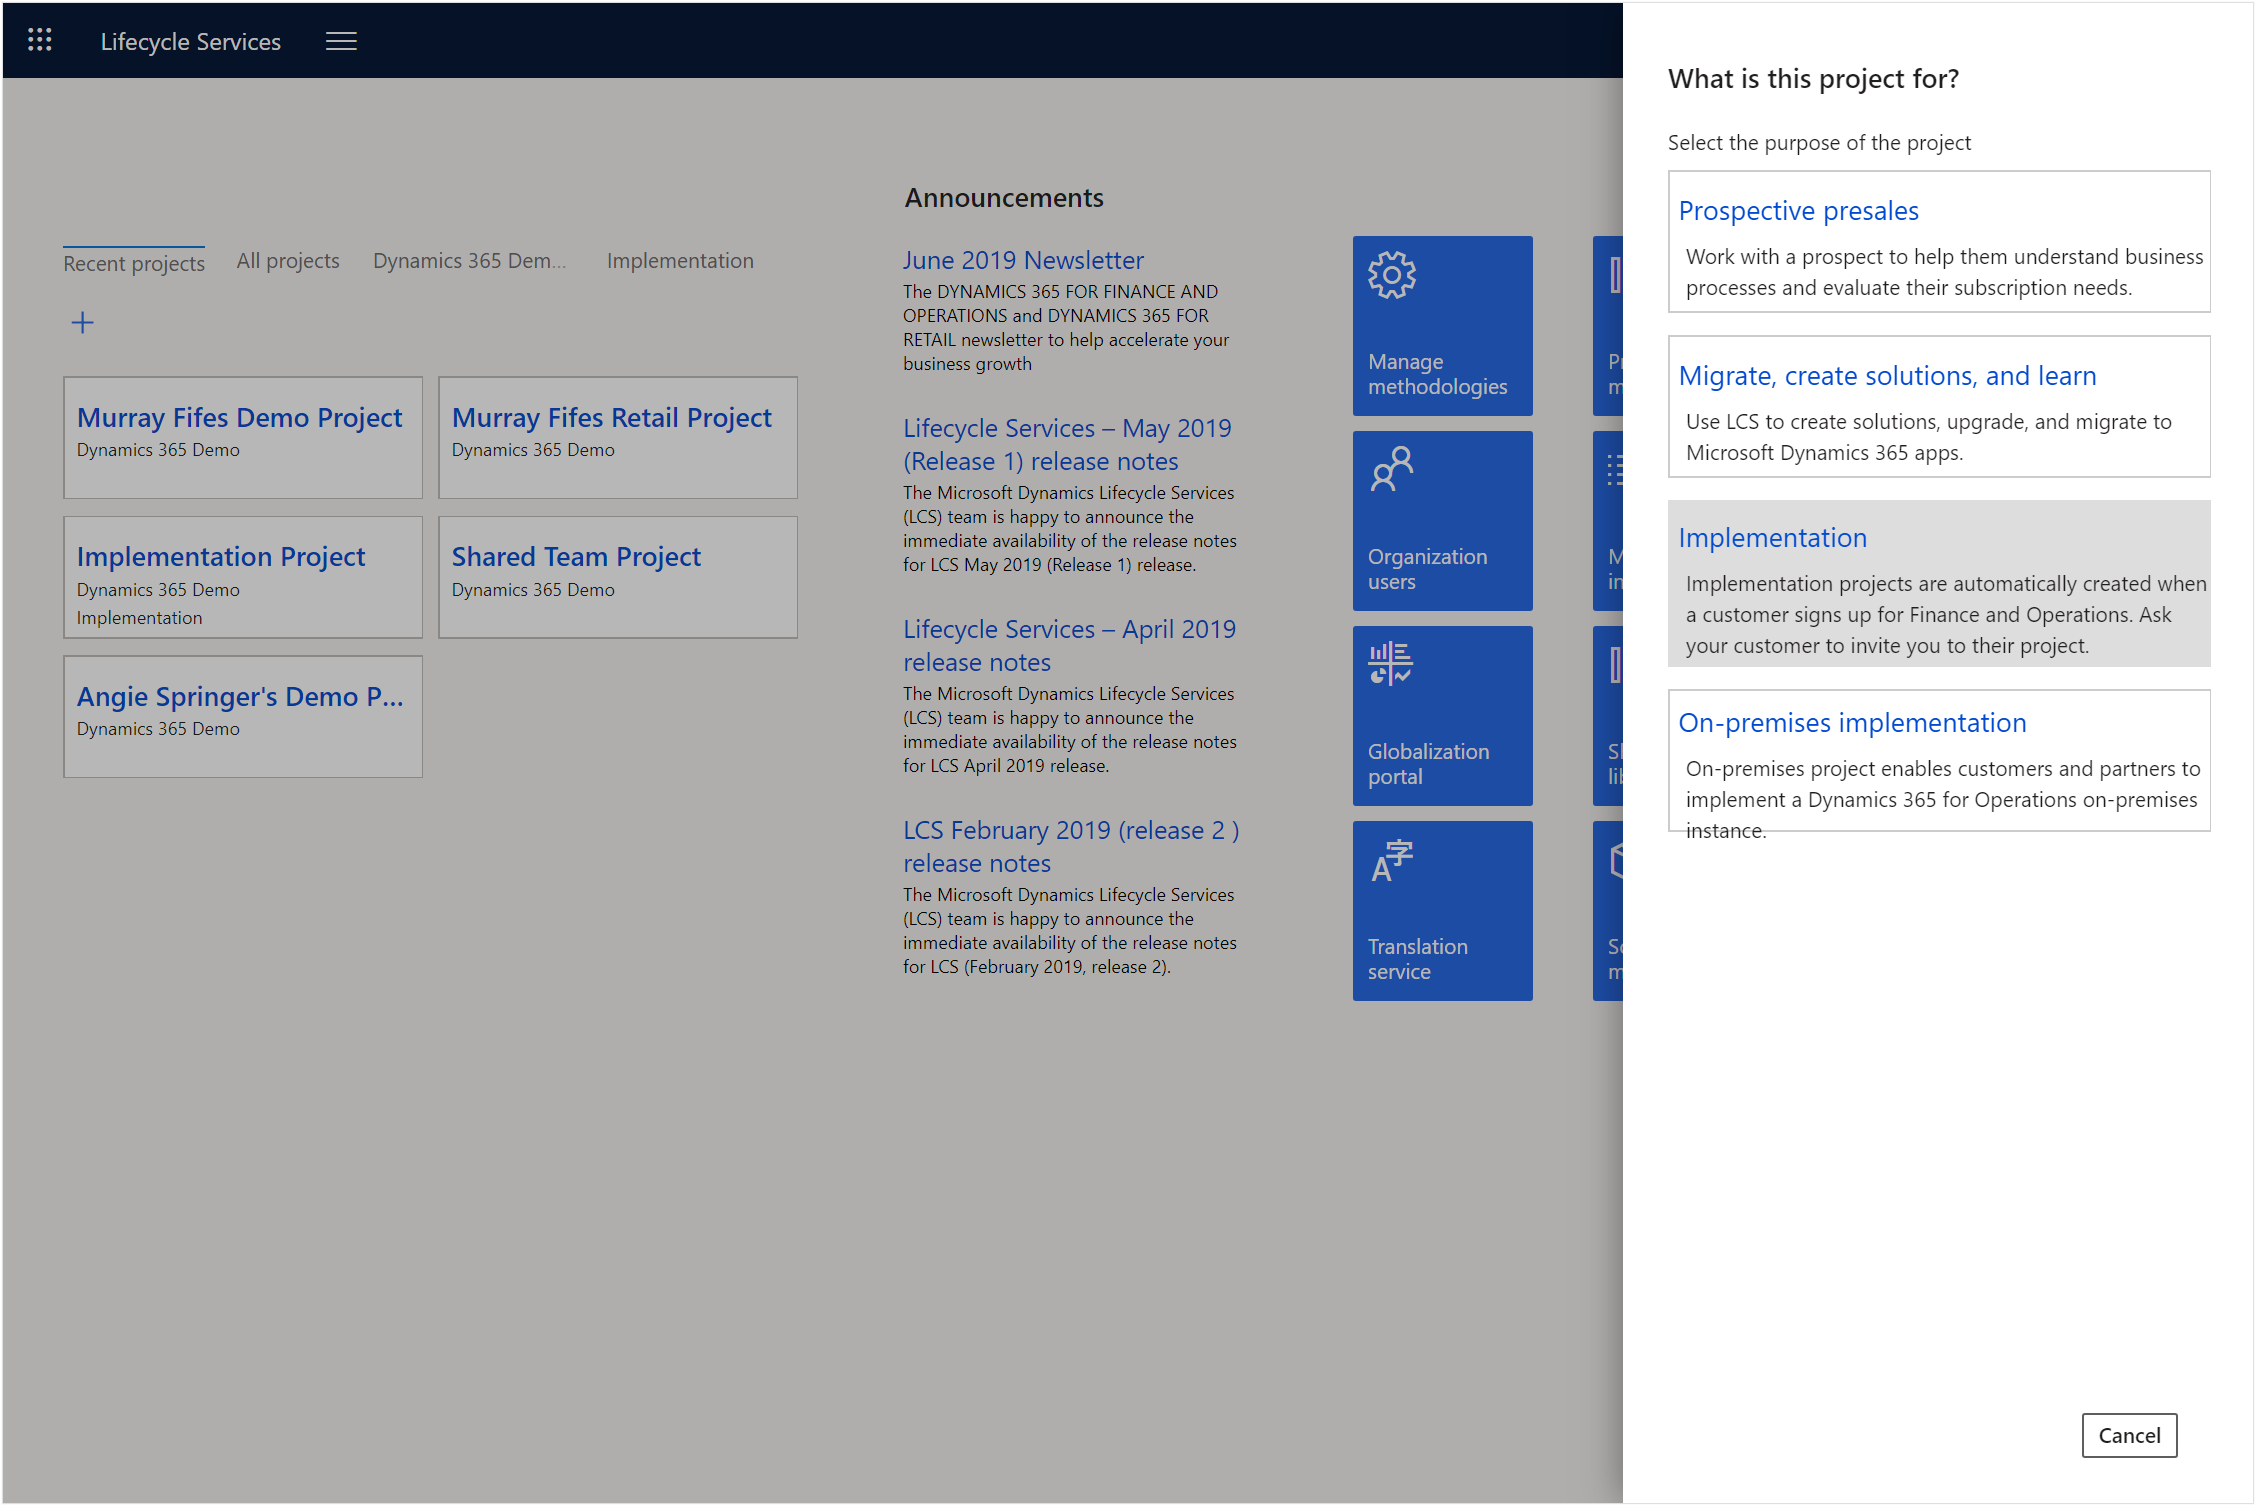 Lifecycle Services
Recent projects
All projects
Dynamics 365 Dem...
Implementation
Murray Fifes Demo Project
Dynamics 365 Demo
Murray Fifes Retail Project
Dynamics 365 Demo
Implementation Project
Dynamics 365 Demo
Implementation
Shared Team Project
Dynamics 365 Demo
Angie Springer's Demo P...
Dynamics 365 Demo
Announcements
June 2019 Newsletter
The DYNAMICS 365 FOR FINANCE AND
OPERATIONS and DYNAMICS 365 FOR
RETAIL newsletter to help accelerate your
business growth
Lifecycle Services – May 2019
(Release 1) release notes
The Microsoft Dynamics Lifecycle Services
(LCS) team is happy to announce the
immediate availability of the release notes
for LCS May 2019 (Release 1) release.
Lifecycle Services – April 2019
release notes
The Microsoft Dynamics Lifecycle Services
(LCS) team is happy to announce the
immediate availability of the release notes
for LCS April 2019 release.
LCS February 2019 (release 2 )
release notes
The Microsoft Dynamics Lifecycle Services
(LCS) team is happy to announce the
immediate availability of the release notes
for LCS (February 2019, release 2).
Manage
methodologies
Organization
users
Globalization
portal
A字
Translation
service
What is this project for?
Select the purpose of the project
Prospective presales
Work with a prospect to help them understand business
processes and evaluate their subscription needs.
Migrate, create solutions, and learn
Use LCS to create solutions, upgrade, and migrate to
Microsoft Dynamics 365 apps.
Implementation
Implementation projects are automatically created when
a customer signs up for Finance and Operations. Ask
your customer to invite you to their project.
On-premises implementation
On-premises project enables customers and partners to
implement a Dynamics 365 for Operations on-premises
instance.
Cancel